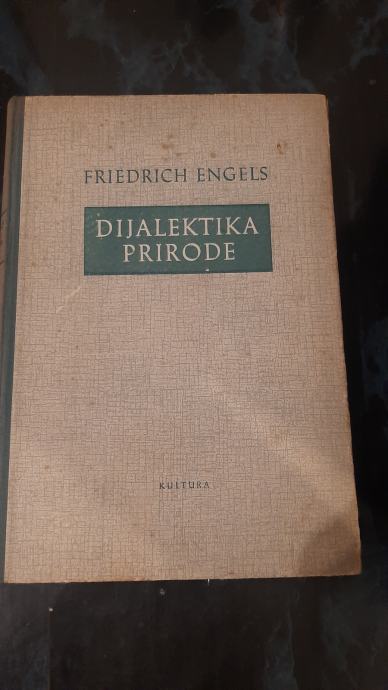 FRIEDRICH ENGELS
DIJALEKTIKA
PRIRODE
KULTURA